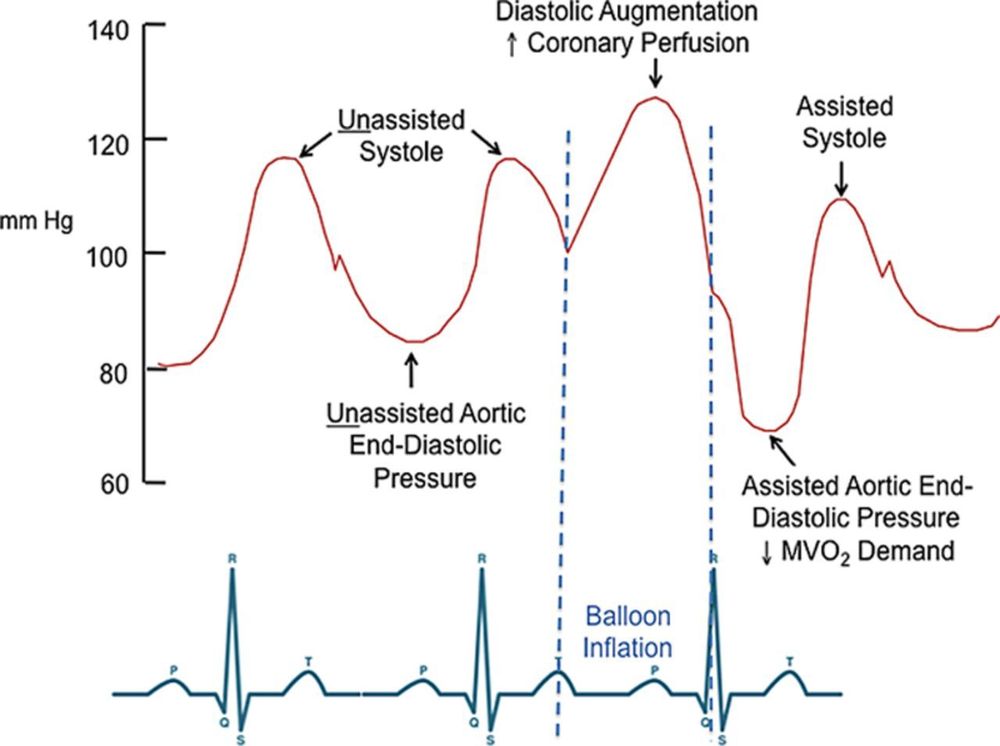 Diastolic Augmentation
↑ Coronary Perfusion
140
Unassisted
Systole
Assisted
Systole
120
mm Hg
100
80
Unassisted Aortic
End-Diastolic
Pressure
60
Assisted Aortic End-
Diastolic Pressure
↓ MVO₂ Demand
R
R
R
Balloon
Inflation
P
T
P
T
P
T
Q
S
Q
S
Q
S